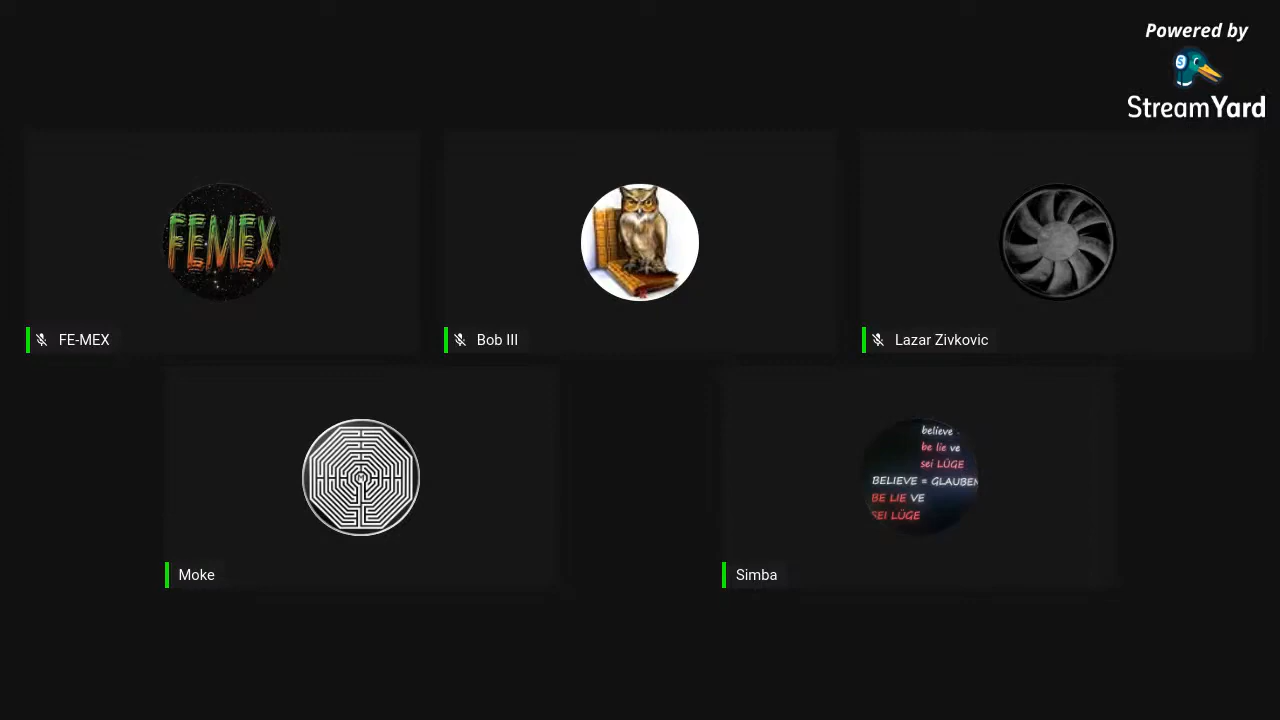 Powered by
StreamYard
FEMEX
FE-MEX
Bob III
Lazar Zivkovic
Moke
believe
be lie ve
sei LÜGE
BELIEVE = GLAUBEN
BE LIE VE
SEI LÜGE
Simba